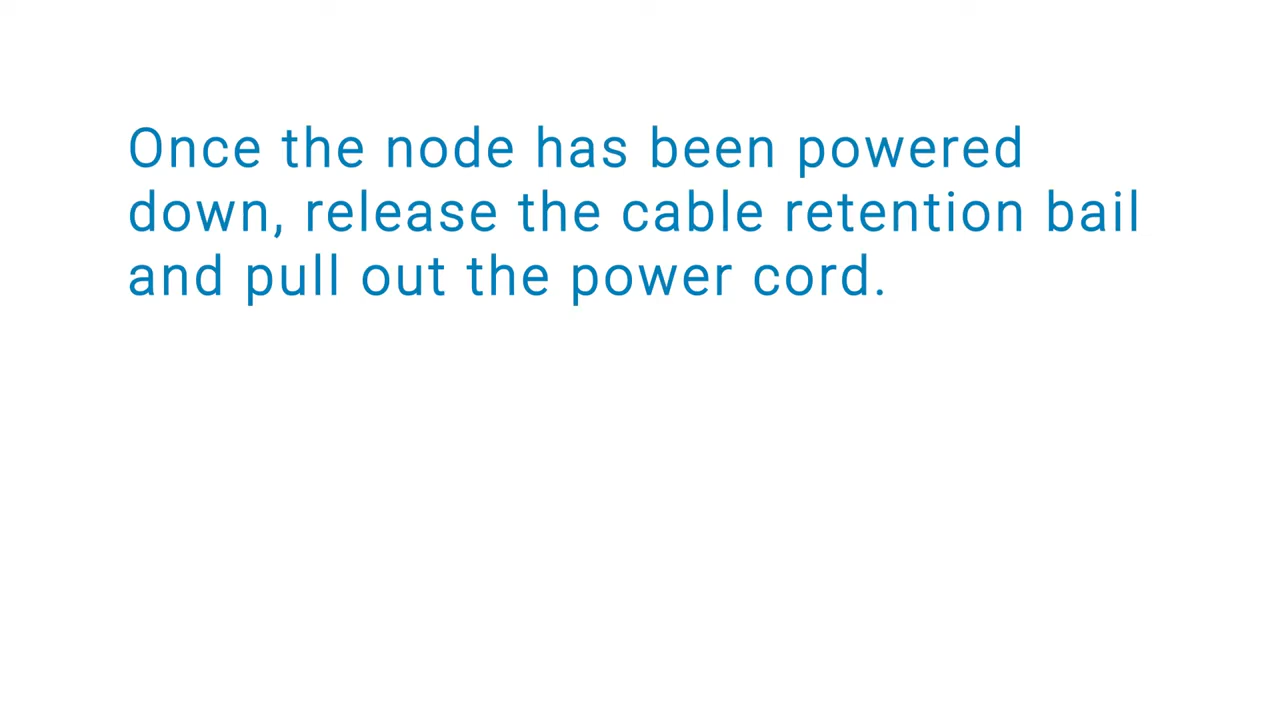 Once the node has been powered
down, release the cable retention bail
and pull out the power cord.